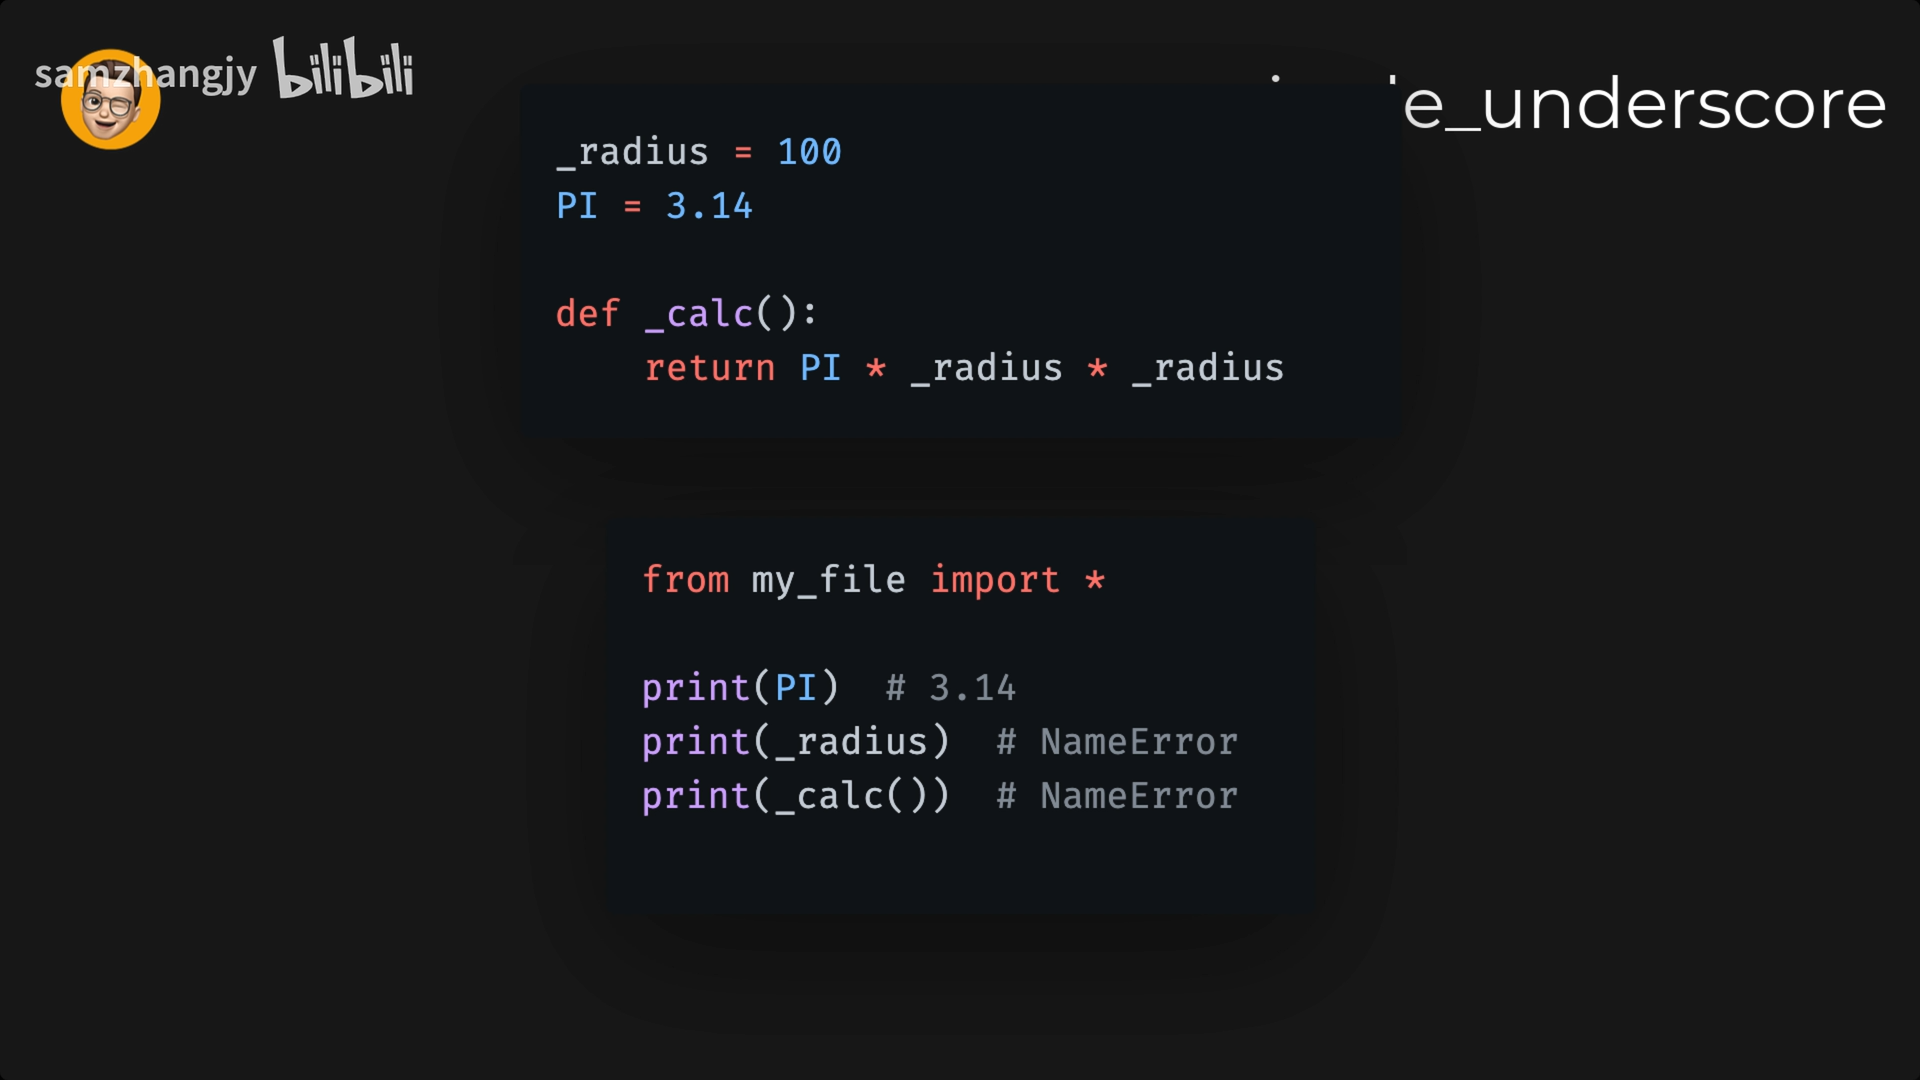 samzhangjy bilibili
e_underscore
_radius = 100
PI = 3.14
def _calc():
    return PI * _radius * _radius
from my_file import *
print(PI)  # 3.14
print(_radius)  # NameError
print(_calc())  # NameError